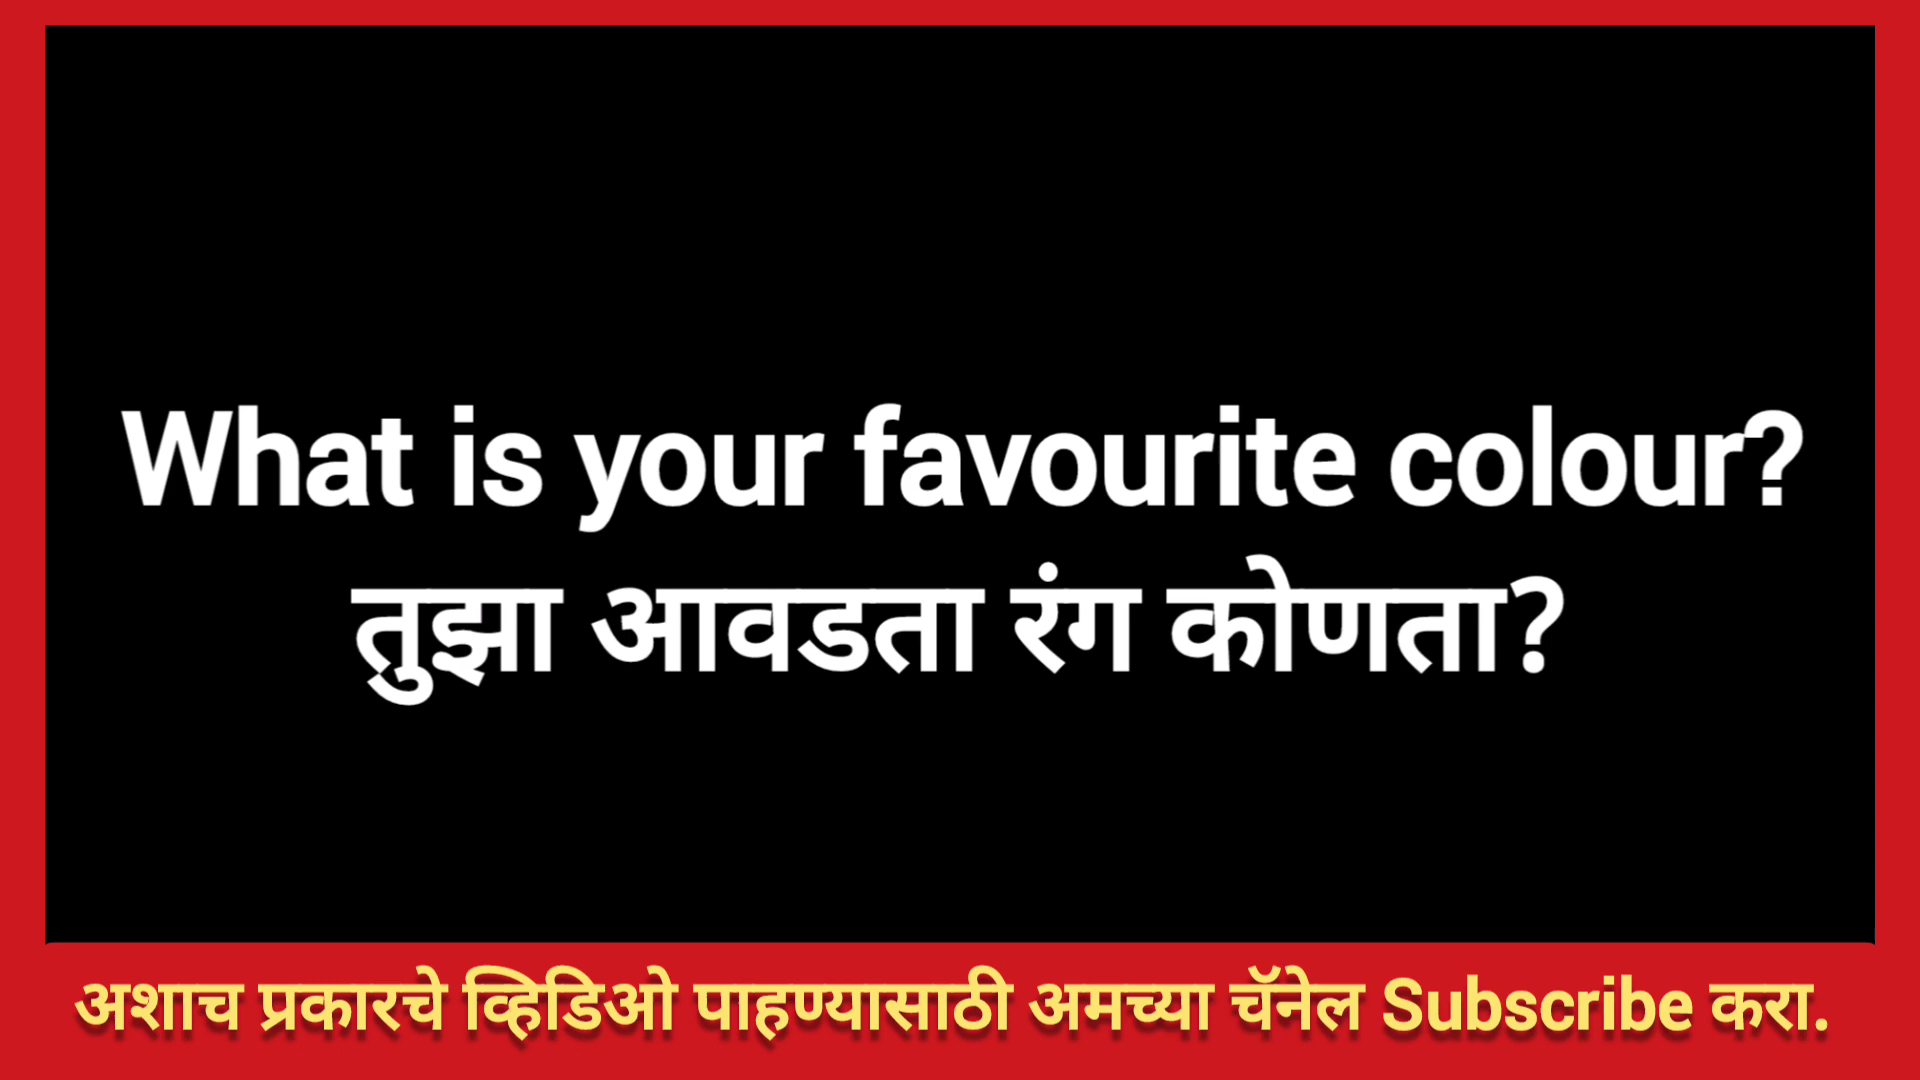 What is your favourite colour?
तुझा आवडता रंग कोणता?
अशाच प्रकारचे व्हिडिओ पाहण्यासाठी अमच्या चॅनेल Subscribe करा.